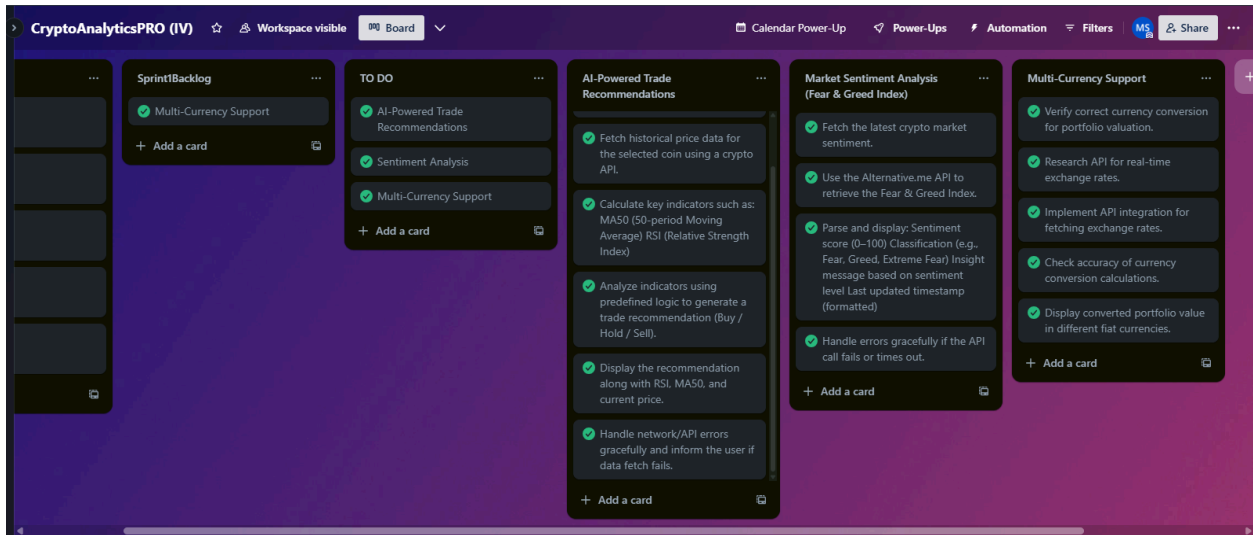 CryptoAnalyticsPRO (IV)
Workspace visible
Board
Calendar Power-Up
Power-Ups
Automation
Filters
MS
Share
Sprint1Backlog
Multi-Currency Support
+ Add a card
TO DO
AI-Powered Trade
Recommendations
Sentiment Analysis
Multi-Currency Support
+ Add a card
AI-Powered Trade
Recommendations
Fetch historical price data for
the selected coin using a crypto
API.
Calculate key indicators such as:
MA50 (50-period Moving
Average) RSI (Relative Strength
Index)
Analyze indicators using
predefined logic to generate a
trade recommendation (Buy /
Hold / Sell).
Display the recommendation
along with RSI, MA50, and
current price.
Handle network/API errors
gracefully and inform the user if
data fetch fails.
+ Add a card
Market Sentiment Analysis
(Fear & Greed Index)
Fetch the latest crypto market
sentiment.
Use the Alternative.me API to
retrieve the Fear & Greed Index.
Parse and display: Sentiment
score (0–100) Classification (e.g.,
Fear, Greed, Extreme Fear) Insight
message based on sentiment
level Last updated timestamp
(formatted)
Handle errors gracefully if the API
call fails or times out.
+ Add a card
Multi-Currency Support
Verify correct currency conversion
for portfolio valuation.
Research API for real-time
exchange rates.
Implement API integration for
fetching exchange rates.
Check accuracy of currency
conversion calculations.
Display converted portfolio value
in different fiat currencies.
+ Add a card